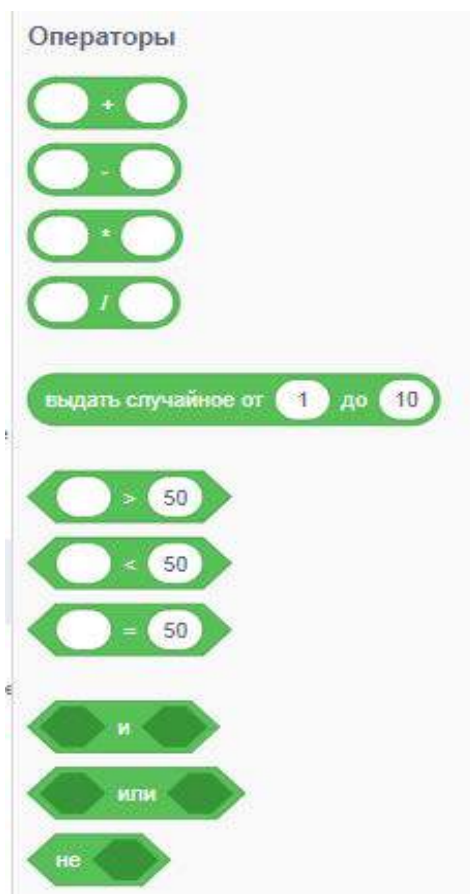 Операторы
+
-
*
/
выдать случайное от 1 до 10
> 50
< 50
= 50
и
или
не